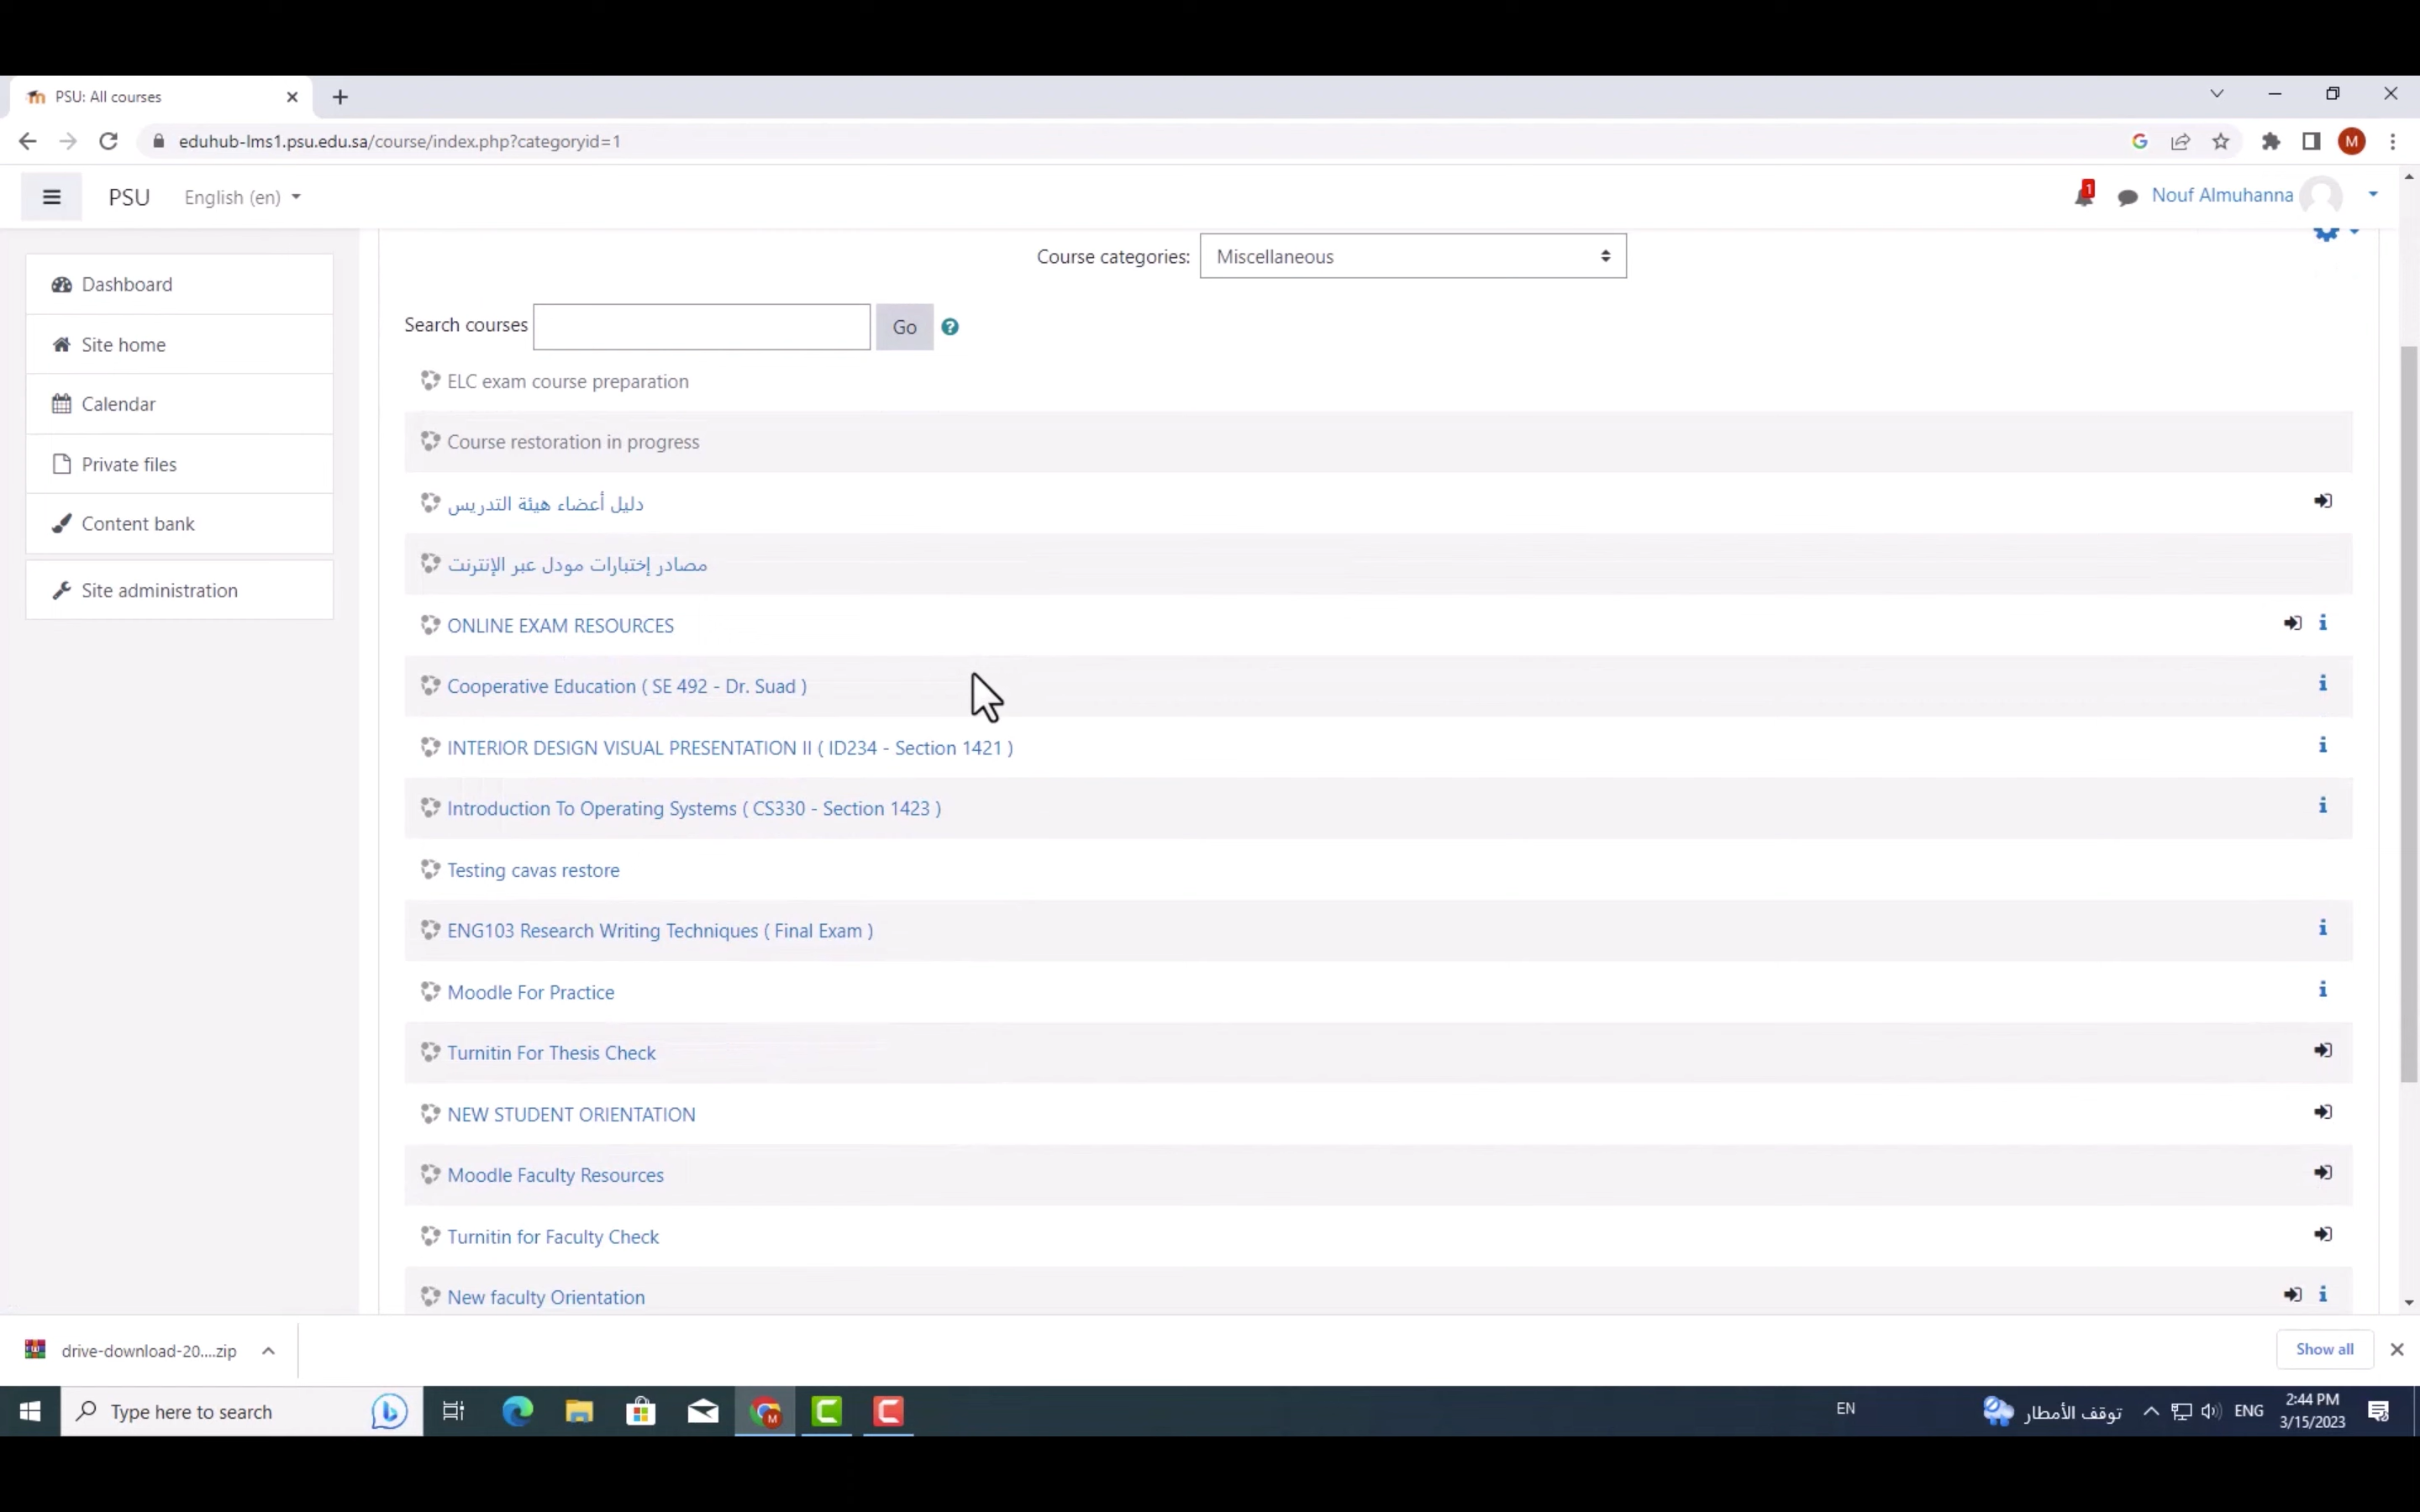 PSU: All courses
eduhub-lms1.psu.edu.sa/course/index.php?categoryid=1
M
PSU English (en)
1
Nouf Almuhanna
Dashboard
Site home
Calendar
Private files
Content bank
Site administration
Course categories: Miscellaneous
Search courses Go ?
ELC exam course preparation
Course restoration in progress
دليل أعضاء هيئة التدريس
مصادر إختبارات مودل عبر الإنترنت
ONLINE EXAM RESOURCES
Cooperative Education ( SE 492 - Dr. Suad )
INTERIOR DESIGN VISUAL PRESENTATION II ( ID234 - Section 1421 )
Introduction To Operating Systems ( CS330 - Section 1423 )
Testing cavas restore
ENG103 Research Writing Techniques ( Final Exam )
Moodle For Practice
Turnitin For Thesis Check
NEW STUDENT ORIENTATION
Moodle Faculty Resources
Turnitin for Faculty Check
New faculty Orientation
drive-download-20....zip
Show all
Type here to search
EN
توقف الأمطار
ENG
2:44 PM
3/15/2023